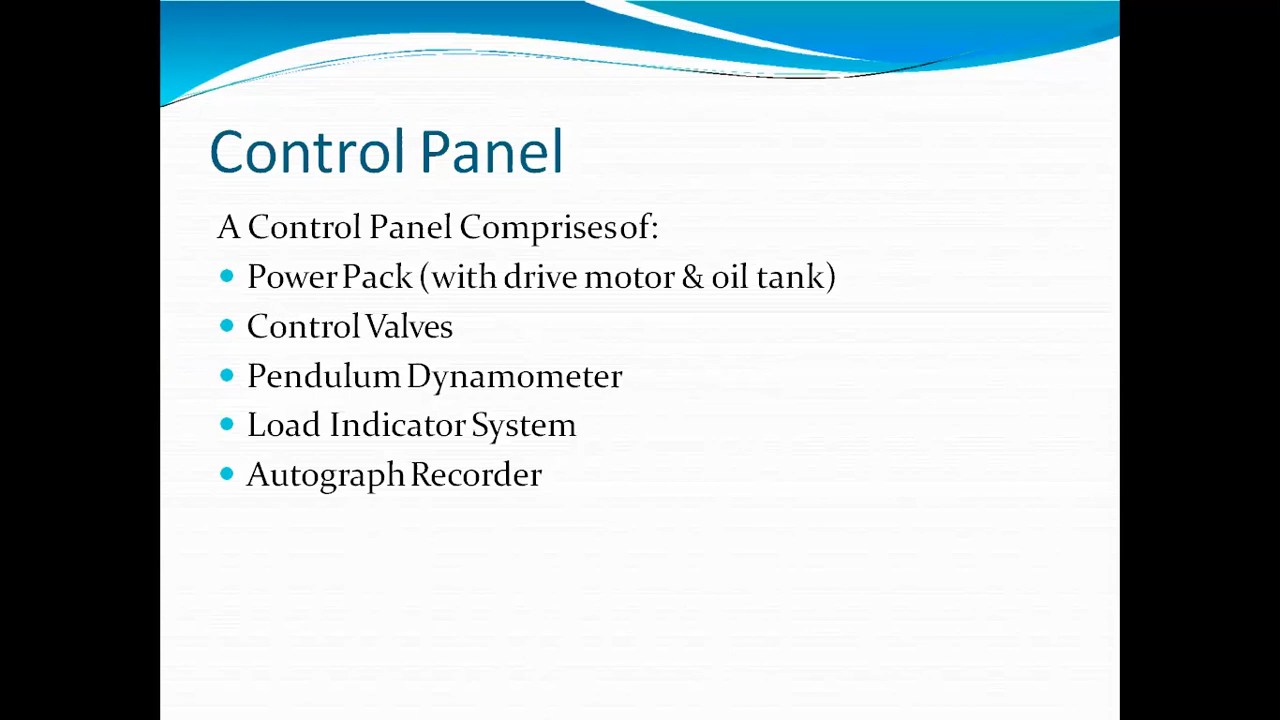 Control Panel
A Control Panel Comprises of:
• Power Pack (with drive motor & oil tank)
• Control Valves
• Pendulum Dynamometer
• Load Indicator System
• Autograph Recorder